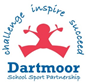 challenge inspire succeed
Dartmoor
School Sport Partnership